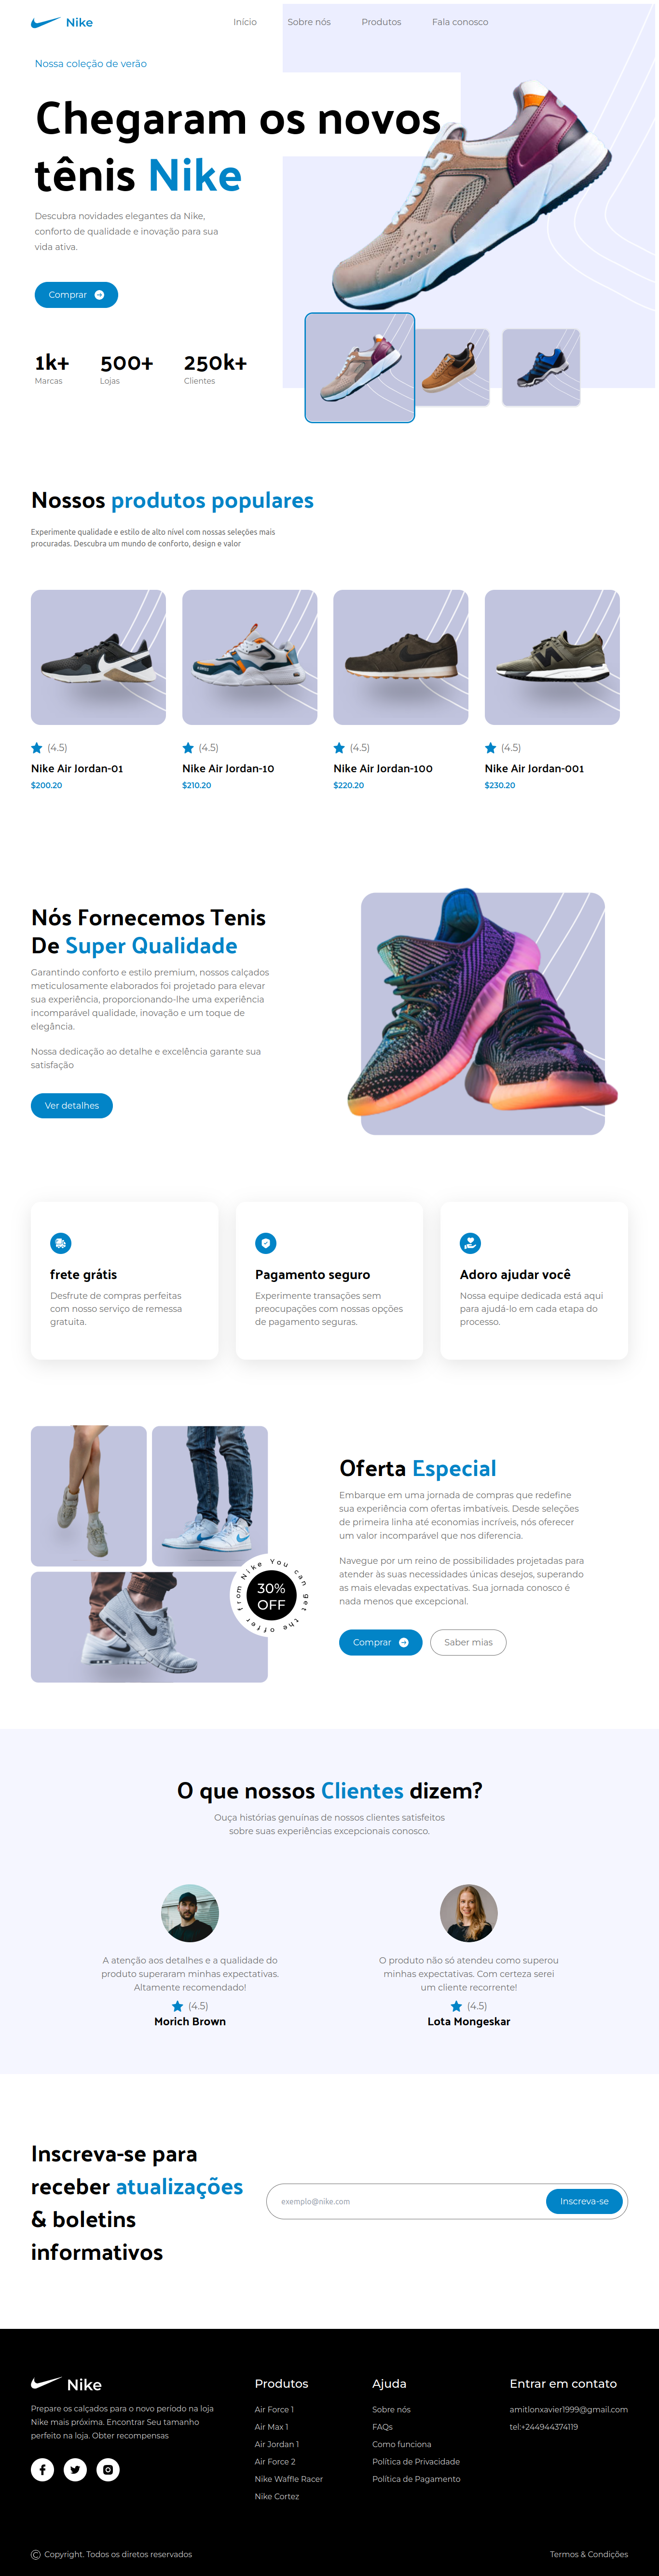 Nike
Início
Sobre nós
Produtos
Fala conosco
Nossa coleção de verão
Chegaram os novos
tênis Nike
Descubra novidades elegantes da Nike,
conforto de qualidade e inovação para sua
vida ativa.
Comprar
1k+
Marcas
500+
Lojas
250k+
Clientes
Nossos produtos populares
Experimente qualidade e estilo de alto nível com nossas seleções mais
procuradas. Descubra um mundo de conforto, design e valor
(4.5)
Nike Air Jordan-01
$200.20
(4.5)
Nike Air Jordan-10
$210.20
(4.5)
Nike Air Jordan-100
$220.20
(4.5)
Nike Air Jordan-001
$230.20
Nós Fornecemos Tenis
De Super Qualidade
Garantindo conforto e estilo premium, nossos calçados
meticulosamente elaborados foi projetado para elevar
sua experiência, proporcionando-lhe uma experiência
incomparável qualidade, inovação e um toque de
elegância.
Nossa dedicação ao detalhe e excelência garante sua
satisfação
Ver detalhes
frete grátis
Desfrute de compras perfeitas
com nosso serviço de remessa
gratuita.
Pagamento seguro
Experimente transações sem
preocupações com nossas opções
de pagamento seguras.
Adoro ajudar você
Nossa equipe dedicada está aqui
para ajudá-lo em cada etapa do
processo.
You can get the offer from Nike
30%
OFF
Oferta Especial
Embarque em uma jornada de compras que redefine
sua experiência com ofertas imbatíveis. Desde seleções
de primeira linha até economias incríveis, nós oferecer
um valor incomparável que nos diferencia.
Navegue por um reino de possibilidades projetadas para
atender às suas necessidades únicas desejos, superando
as mais elevadas expectativas. Sua jornada conosco é
nada menos que excepcional.
Comprar
Saber mias
O que nossos Clientes dizem?
Ouça histórias genuínas de nossos clientes satisfeitos
sobre suas experiências excepcionais conosco.
A atenção aos detalhes e a qualidade do
produto superaram minhas expectativas.
Altamente recomendado!
(4.5)
Morich Brown
O produto não só atendeu como superou
minhas expectativas. Com certeza serei
um cliente recorrente!
(4.5)
Lota Mongeskar
Inscreva-se para
receber atualizações
& boletins
informativos
exemplo@nike.com
Inscreva-se
Nike
Prepare os calçados para o novo período na loja
Nike mais próxima. Encontrar Seu tamanho
perfeito na loja. Obter recompensas
Produtos
Air Force 1
Air Max 1
Air Jordan 1
Air Force 2
Nike Waffle Racer
Nike Cortez
Ajuda
Sobre nós
FAQs
Como funciona
Política de Privacidade
Política de Pagamento
Entrar em contato
amitlonxavier1999@gmail.com
tel:+244944374119
© Copyright. Todos os diretos reservados
Termos & Condições